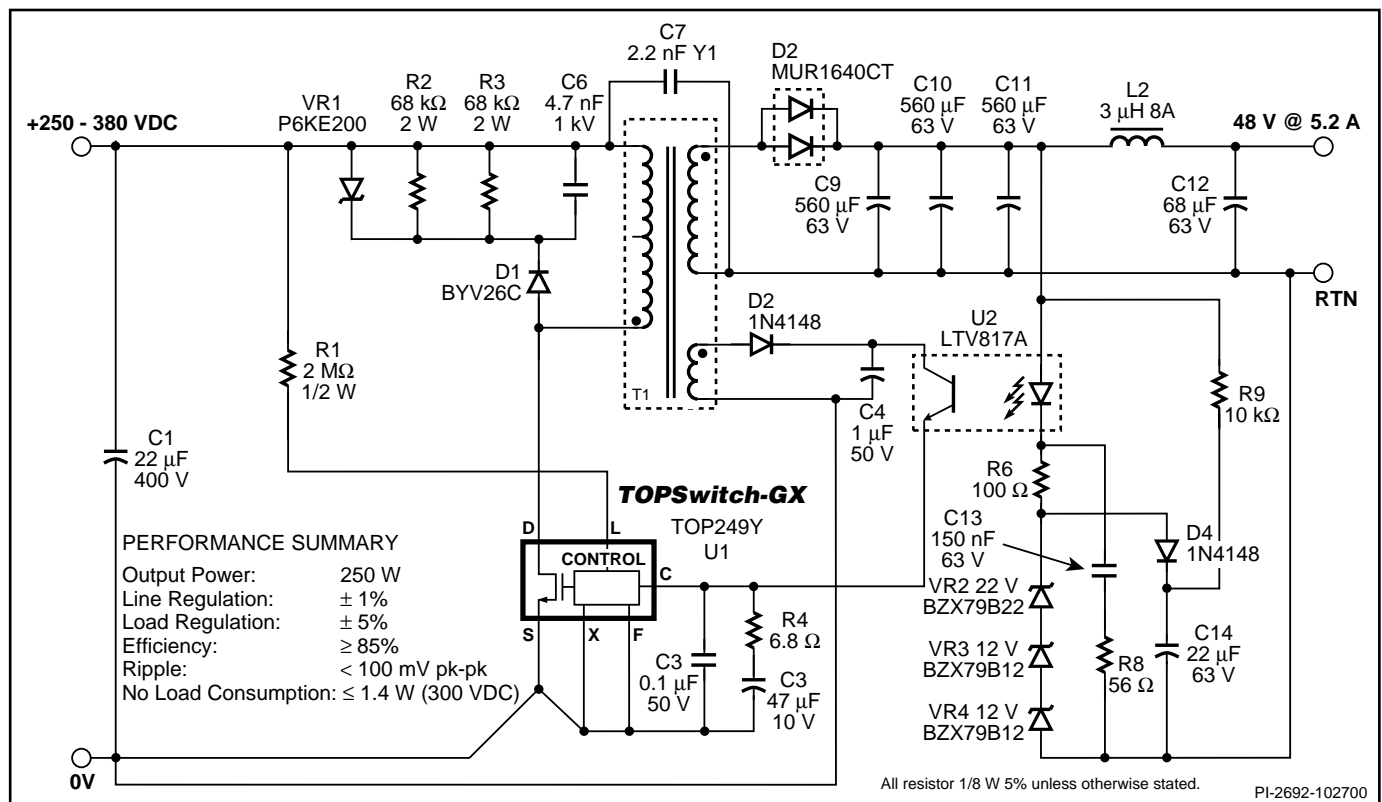 C7
2.2 nF Y1
D2
MUR1640CT
R2
68 kΩ
2 W
R3
68 kΩ
2 W
C6
4.7 nF
1 kV
C10
560 µF
63 V
C11
560 µF
63 V
L2
3 µH 8A
VR1
P6KE200
+250 - 380 VDC
48 V @ 5.2 A
C9
560 µF
63 V
C12
68 µF
63 V
D1
BYV26C
RTN
D2
1N4148
U2
LTV817A
R1
2 MΩ
1/2 W
T1
R9
10 kΩ
C4
1 µF
50 V
C1
22 µF
400 V
R6
100 Ω
TOPSwitch-GX
TOP249Y
U1
D
L
CONTROL
C
S
X
F
C13
150 nF
63 V
D4
1N4148
PERFORMANCE SUMMARY
Output Power: 250 W
Line Regulation: ± 1%
Load Regulation: ± 5%
Efficiency: ≥ 85%
Ripple: < 100 mV pk-pk
No Load Consumption: ≤ 1.4 W (300 VDC)
R4
6.8 Ω
C3
0.1 µF
50 V
C3
47 µF
10 V
VR2 22 V
BZX79B22
VR3 12 V
BZX79B12
VR4 12 V
BZX79B12
R8
56 Ω
C14
22 µF
63 V
0V
All resistor 1/8 W 5% unless otherwise stated.
PI-2692-102700